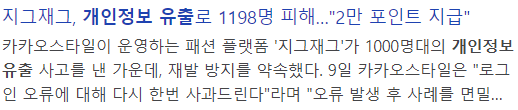 지그재그, 개인정보 유출로 1198명 피해..."2만 포인트 지급"
카카오스타일이 운영하는 패션 플랫폼 '지그재그'가 1000명대의 개인정보
유출 사고를 낸 가운데, 재발 방지를 약속했다. 9일 카카오스타일은 "로그
인 오류에 대해 다시 한번 사과드린다"라며 "오류 발생 후 사례를 면밀...